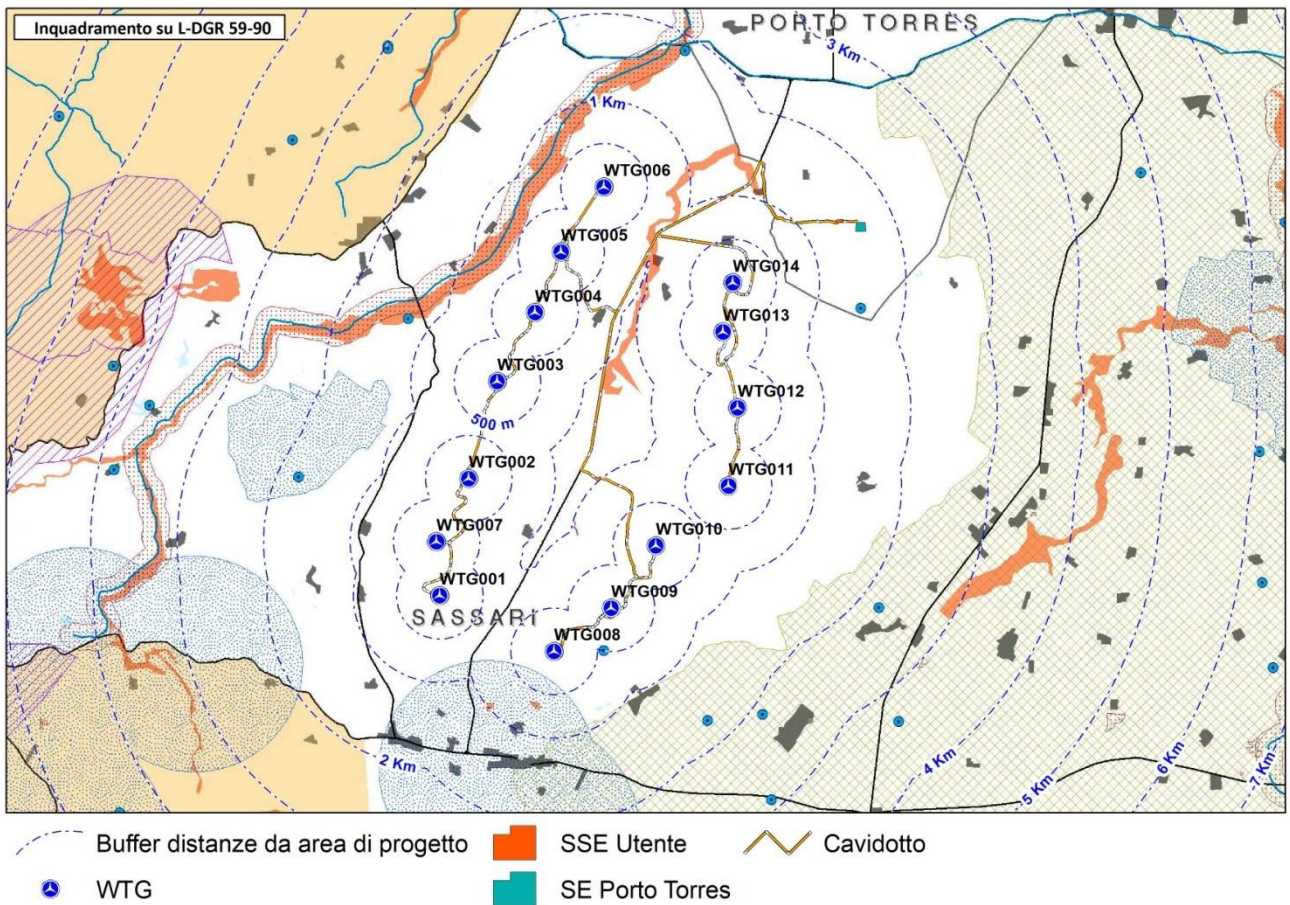 Inquadramento su L-DGR 59-90
PORTO TORRES
3 Km
1 Km
WTG006
WTG005
WTG014
WTG004
WTG013
WTG003
WTG012
500 m
WTG002
WTG011
WTG007
WTG010
WTG001
WTG009
SASSARI
WTG008
2 Km
4 Km
5 Km
6 Km
7 Km
Buffer distanze da area di progetto
SSE Utente
Cavidotto
WTG
SE Porto Torres